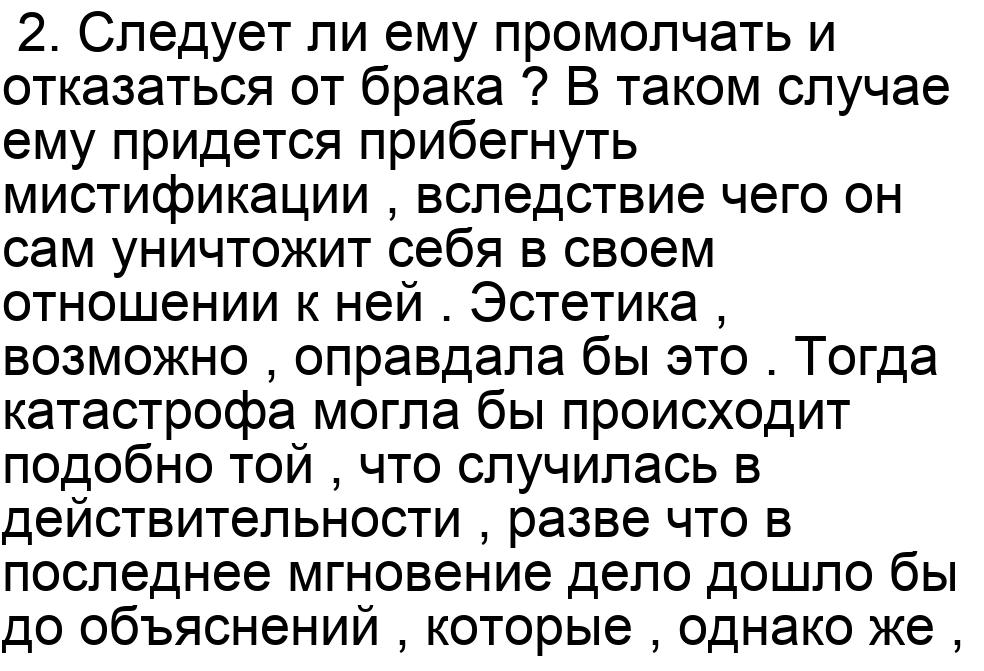 2. Следует ли ему промолчать и
отказаться от брака ? В таком случае
ему придется прибегнуть
мистификации , вследствие чего он
сам уничтожит себя в своем
отношении к ней . Эстетика ,
возможно , оправдала бы это . Тогда
катастрофа могла бы происходит
подобно той , что случилась в
действительности , разве что в
последнее мгновение дело дошло бы
до объяснений , которые , однако же ,